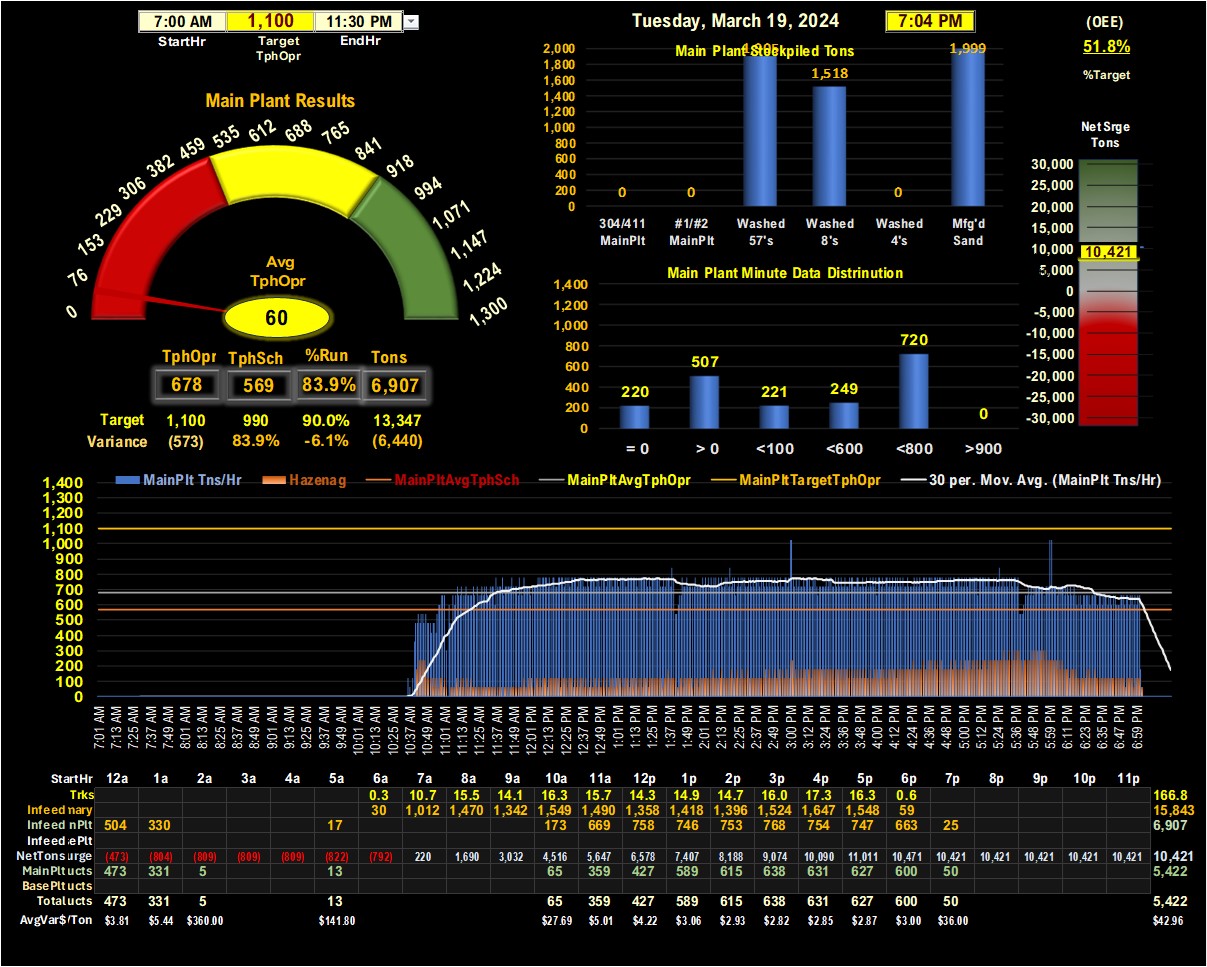 7:00 AM 1,100 11:30 PM
StartHr Target TphOpr EndHr
Tuesday, March 19, 2024 7:04 PM
(OEE)
51.8%
%Target
Main Plant Results
0 76 153 229 306 382 459 535 612 688 765 841 918 994 1,071 1,147 1,224 1,300
Avg
TphOpr
60
TphOpr TphSch %Run Tons
678 569 83.9% 6,907
Target 1,100 990 90.0% 13,347
Variance (573) 83.9% -6.1% (6,440)
Main Plant Stockpiled Tons
2,000
1,800
1,600
1,400
1,200
1,000
800
600
400
200
0
0 0 1,518 0 1,999
304/411 MainPlt
#1/#2 MainPlt
Washed 57's
Washed 8's
Washed 4's
Mfg'd Sand
Main Plant Minute Data Distrinution
1,400
1,200
1,000
800
600
400
200
0
220 507 221 249 720 0
= 0 > 0 <100 <600 <800 >900
Net Srge
Tons
30,000
25,000
20,000
15,000
10,000
5,000
0
-5,000
-10,000
-15,000
-20,000
-25,000
-30,000
10,421
MainPlt Tns/Hr Hazenag MainPltAvgTphSch MainPltAvgTphOpr MainPltTargetTphOpr 30 per. Mov. Avg. (MainPlt Tns/Hr)
1,400
1,300
1,200
1,100
1,000
900
800
700
600
500
400
300
200
100
0
7:01 AM 7:13 AM 7:25 AM 7:37 AM 7:49 AM 8:01 AM 8:13 AM 8:25 AM 8:37 AM 8:49 AM 9:01 AM 9:13 AM 9:25 AM 9:37 AM 9:49 AM 10:01 AM 10:13 AM 10:25 AM 10:37 AM 10:49 AM 11:01 AM 11:13 AM 11:25 AM 11:37 AM 11:49 AM 12:01 PM 12:13 PM 12:25 PM 12:37 PM 12:49 PM 1:01 PM 1:13 PM 1:25 PM 1:37 PM 1:49 PM 2:01 PM 2:13 PM 2:25 PM 2:37 PM 2:49 PM 3:00 PM 3:12 PM 3:24 PM 3:36 PM 3:48 PM 4:00 PM 4:12 PM 4:24 PM 4:36 PM 4:48 PM 5:00 PM 5:12 PM 5:24 PM 5:36 PM 5:48 PM 5:59 PM 6:11 PM 6:23 PM 6:35 PM 6:47 PM 6:59 PM
StartHr 12a 1a 2a 3a 4a 5a 6a 7a 8a 9a 10a 11a 12p 1p 2p 3p 4p 5p 6p 7p 8p 9p 10p 11p
Trks 0.3 10.7 15.5 14.1 16.3 15.7 14.3 14.9 14.7 16.0 17.3 16.3 0.6 166.8
Infeed mary 30 1,012 1,470 1,342 1,549 1,490 1,358 1,418 1,396 1,524 1,647 1,548 59 15,843
Infeed nPlt 504 330 17 173 669 758 746 753 768 754 747 663 25 6,907
Infeed ePlt
NetTons urge (473) (804) (809) (809) (809) (822) (792) 220 1,690 3,032 4,516 5,647 6,578 7,407 8,188 9,074 10,090 11,011 10,471 10,421 10,421 10,421 10,421 10,421 10,421
MainPlt ucts 473 331 5 13 65 359 427 589 615 638 631 627 600 50 5,422
BasePlt ucts
Total ucts 473 331 5 13 65 359 427 589 615 638 631 627 600 50 5,422
AvgVar$/Ton $3.81 $5.44 $360.00 $141.80 $27.69 $5.01 $4.22 $3.06 $2.93 $2.82 $2.85 $2.87 $3.00 $36.00 $42.96